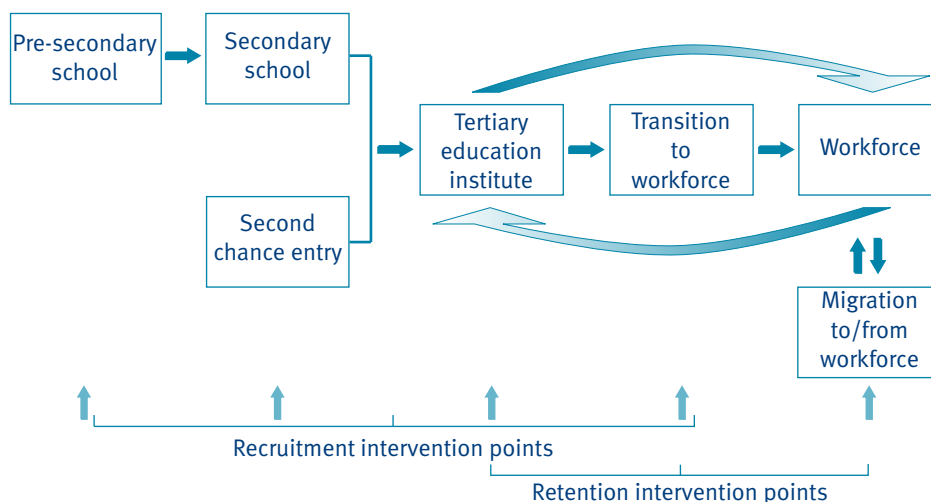 Pre-secondary
school
Secondary
school
Second
chance entry
Tertiary
education
institute
Transition
to
workforce
Workforce
Migration
to/from
workforce
Recruitment intervention points
Retention intervention points